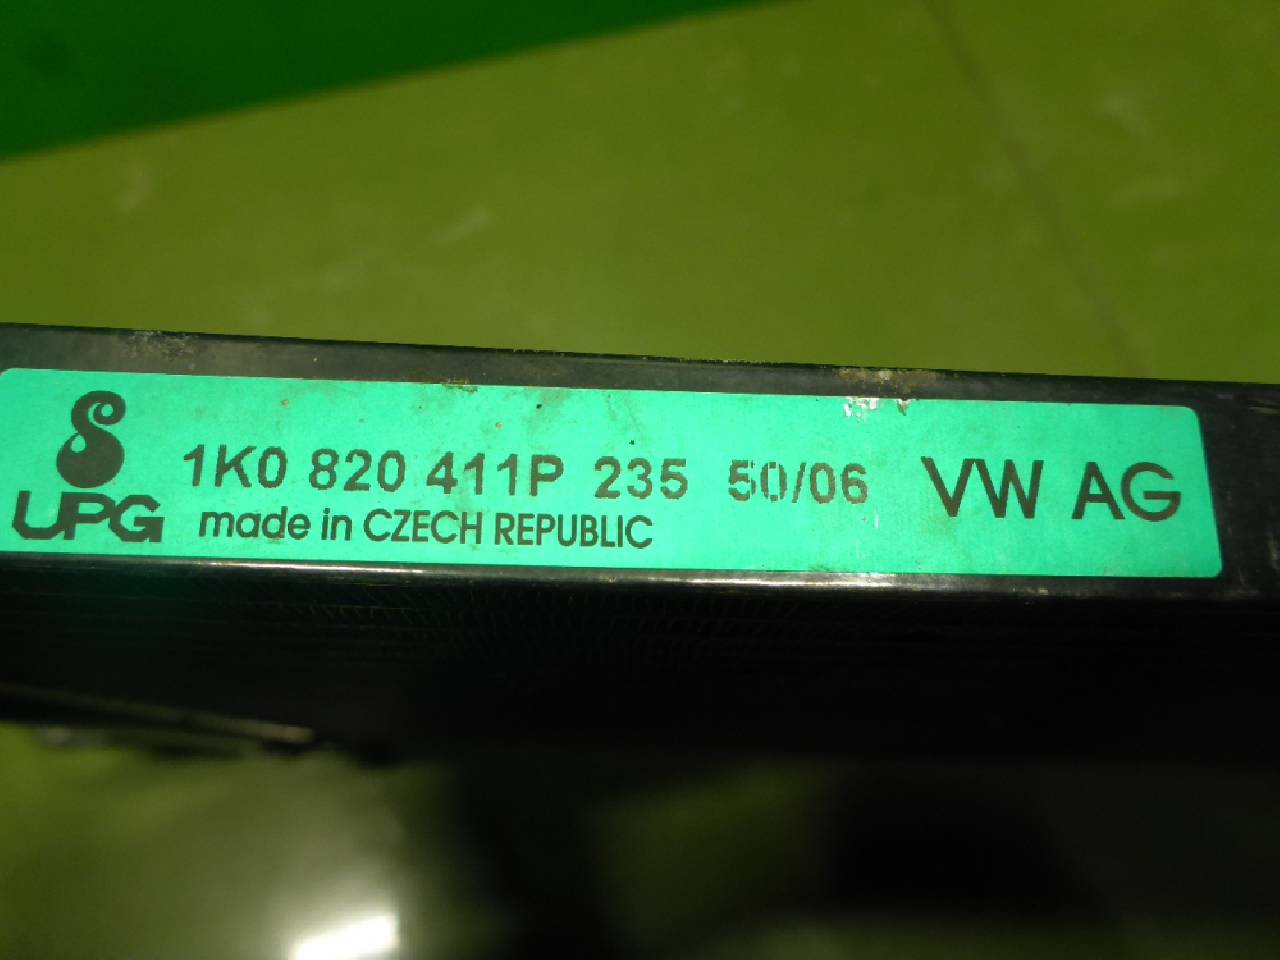 1K0 820 411P 235 50/06 VW AG
UPG made in CZECH REPUBLIC